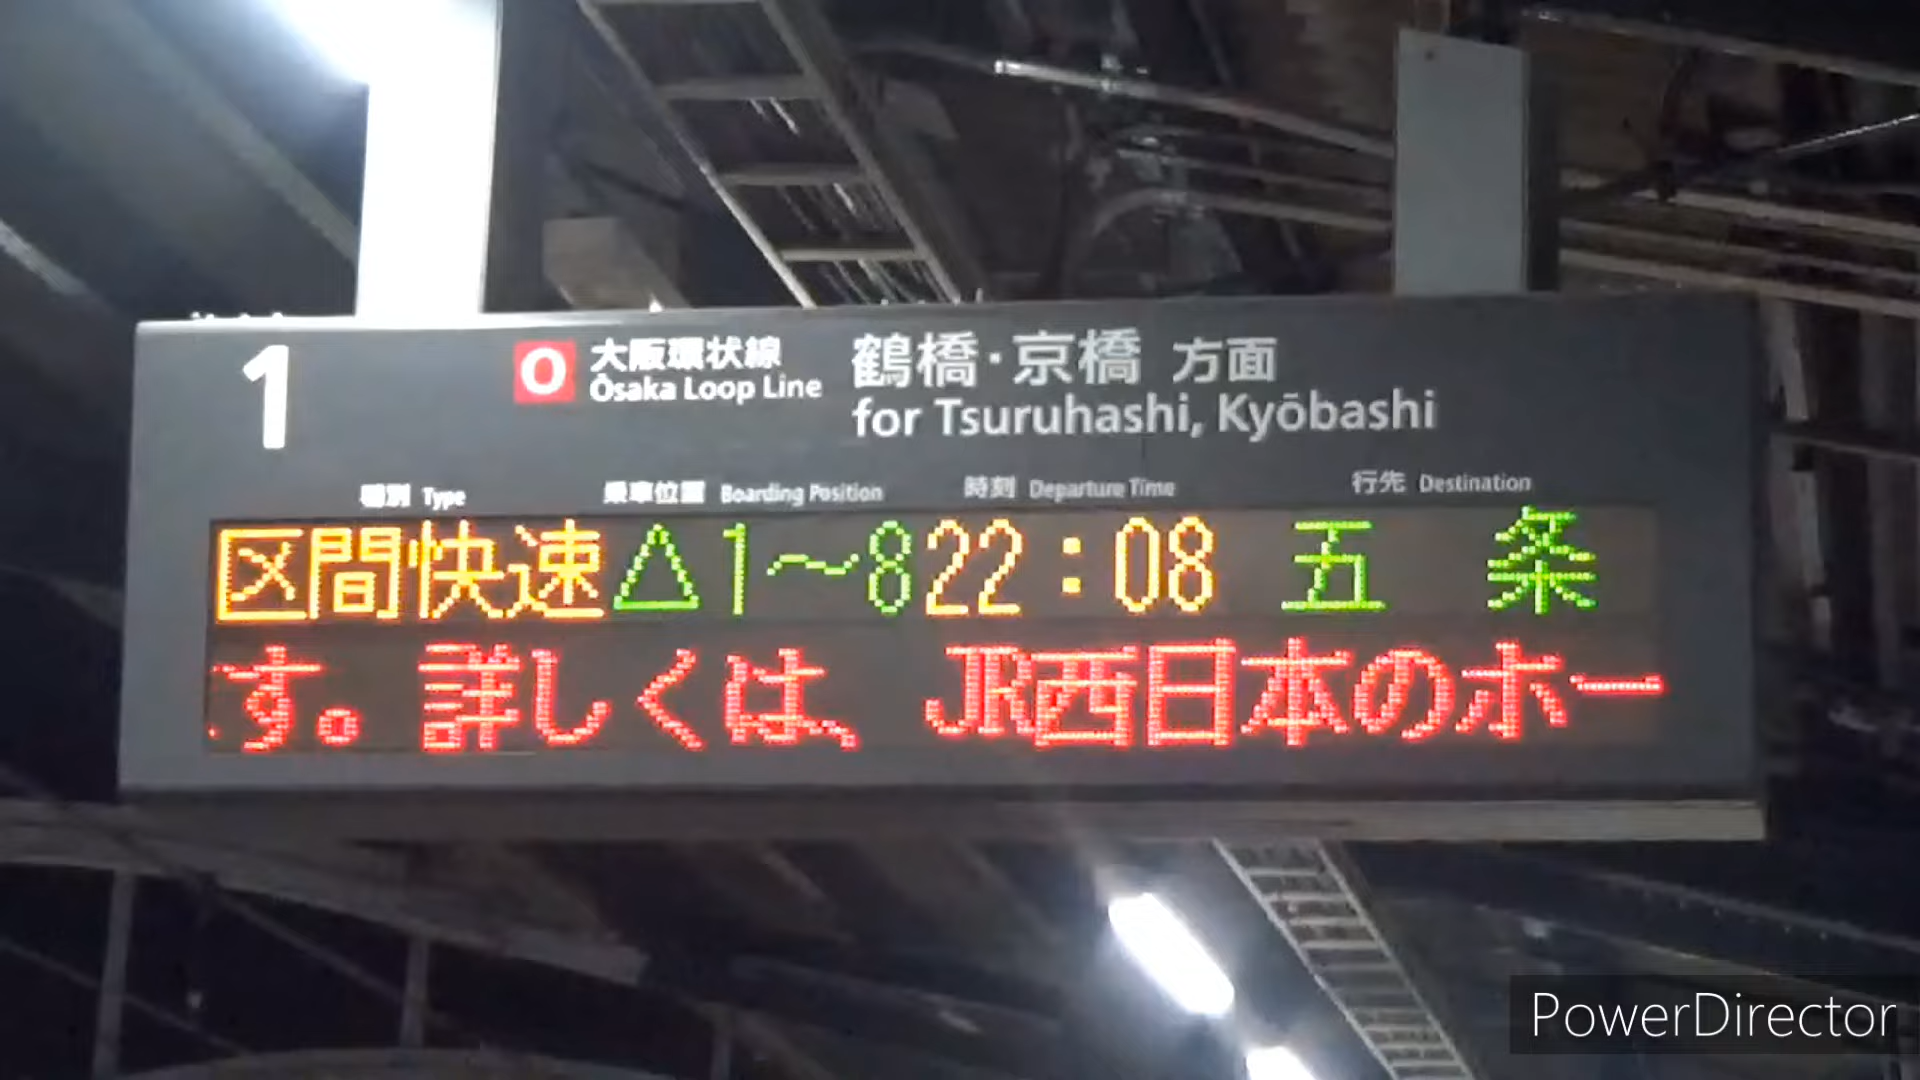 1
O 大阪環状線 鶴橋・京橋 方面
Ōsaka Loop Line for Tsuruhashi, Kyōbashi
種別 Type 乗車位置 Boarding Position 時刻 Departure Time 行先 Destination
区間快速 △1～8 22:08 五条
す。詳しくは、JR西日本のホー
PowerDirector